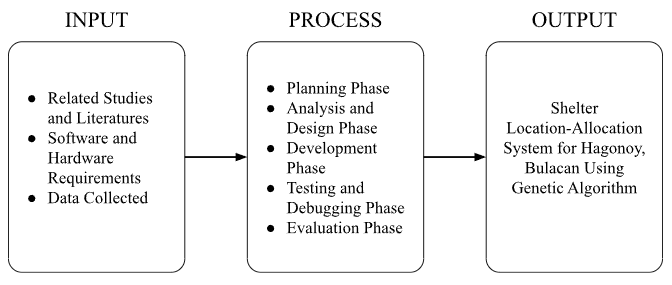 INPUT
PROCESS
OUTPUT
● Related Studies
and Literatures
● Software and
Hardware
Requirements
● Data Collected
● Planning Phase
● Analysis and
Design Phase
● Development
Phase
● Testing and
Debugging Phase
● Evaluation Phase
Shelter
Location-Allocation
System for Hagonoy,
Bulacan Using
Genetic Algorithm